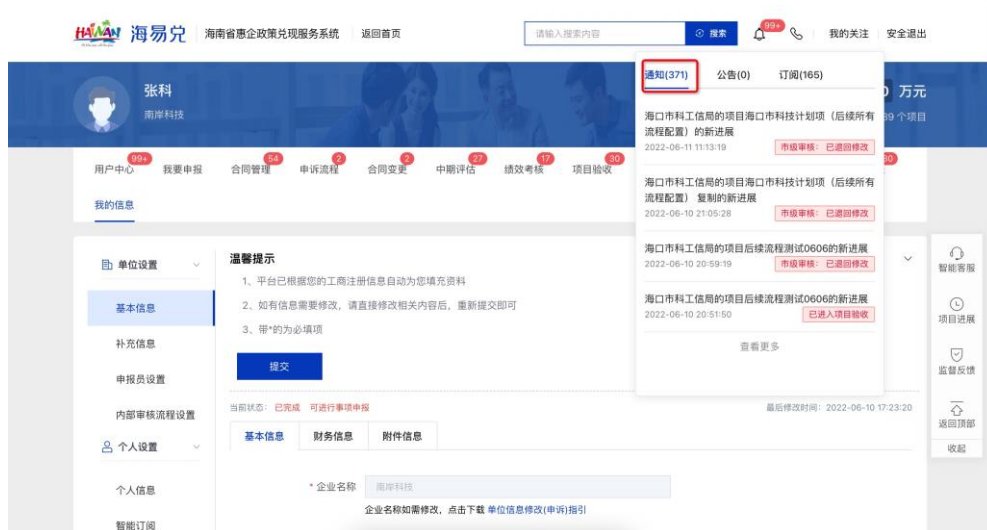 HAINAN 海易兑 海南省惠企政策兑现服务系统 返回首页 请输入搜索内容 搜索 99+ 我的关注 安全退出
张科
南岸科技
万元
个项目
通知(371) 公告(0) 订阅(165)
海口市科工信局的项目海口市科技计划项（后续所有
流程配置）的新进展
2022-06-11 11:13:19 市级审核： 已退回修改
海口市科工信局的项目海口市科技计划项（后续所有
流程配置） 复制的新进展
2022-06-10 21:05:28 市级审核： 已退回修改
海口市科工信局的项目后续流程测试0606的新进展
2022-06-10 20:59:19 市级审核： 已退回修改
海口市科工信局的项目后续流程测试0606的新进展
2022-06-10 20:51:50 已进入项目验收
查看更多
99+ 54 2 2 27 17 30
用户中心 我要申报 合同管理 申诉流程 合同变更 中期评估 绩效考核 项目验收
我的信息
单位设置
基本信息
补充信息
申报员设置
内部审核流程设置
个人设置
个人信息
智能订阅
温馨提示
1、平台已根据您的工商注册信息自动为您填充资料
2、如有信息需要修改，请直接修改相关内容后，重新提交即可
3、带*的为必填项
提交
当前状态： 已完成 可进行事项申报 最后修改时间：2022-06-10 17:23:20
基本信息 财务信息 附件信息
* 企业名称 南岸科技
企业名称如需修改，点击下载 单位信息修改(申诉)指引
智能客服
项目进展
监督反馈
返回顶部
收起